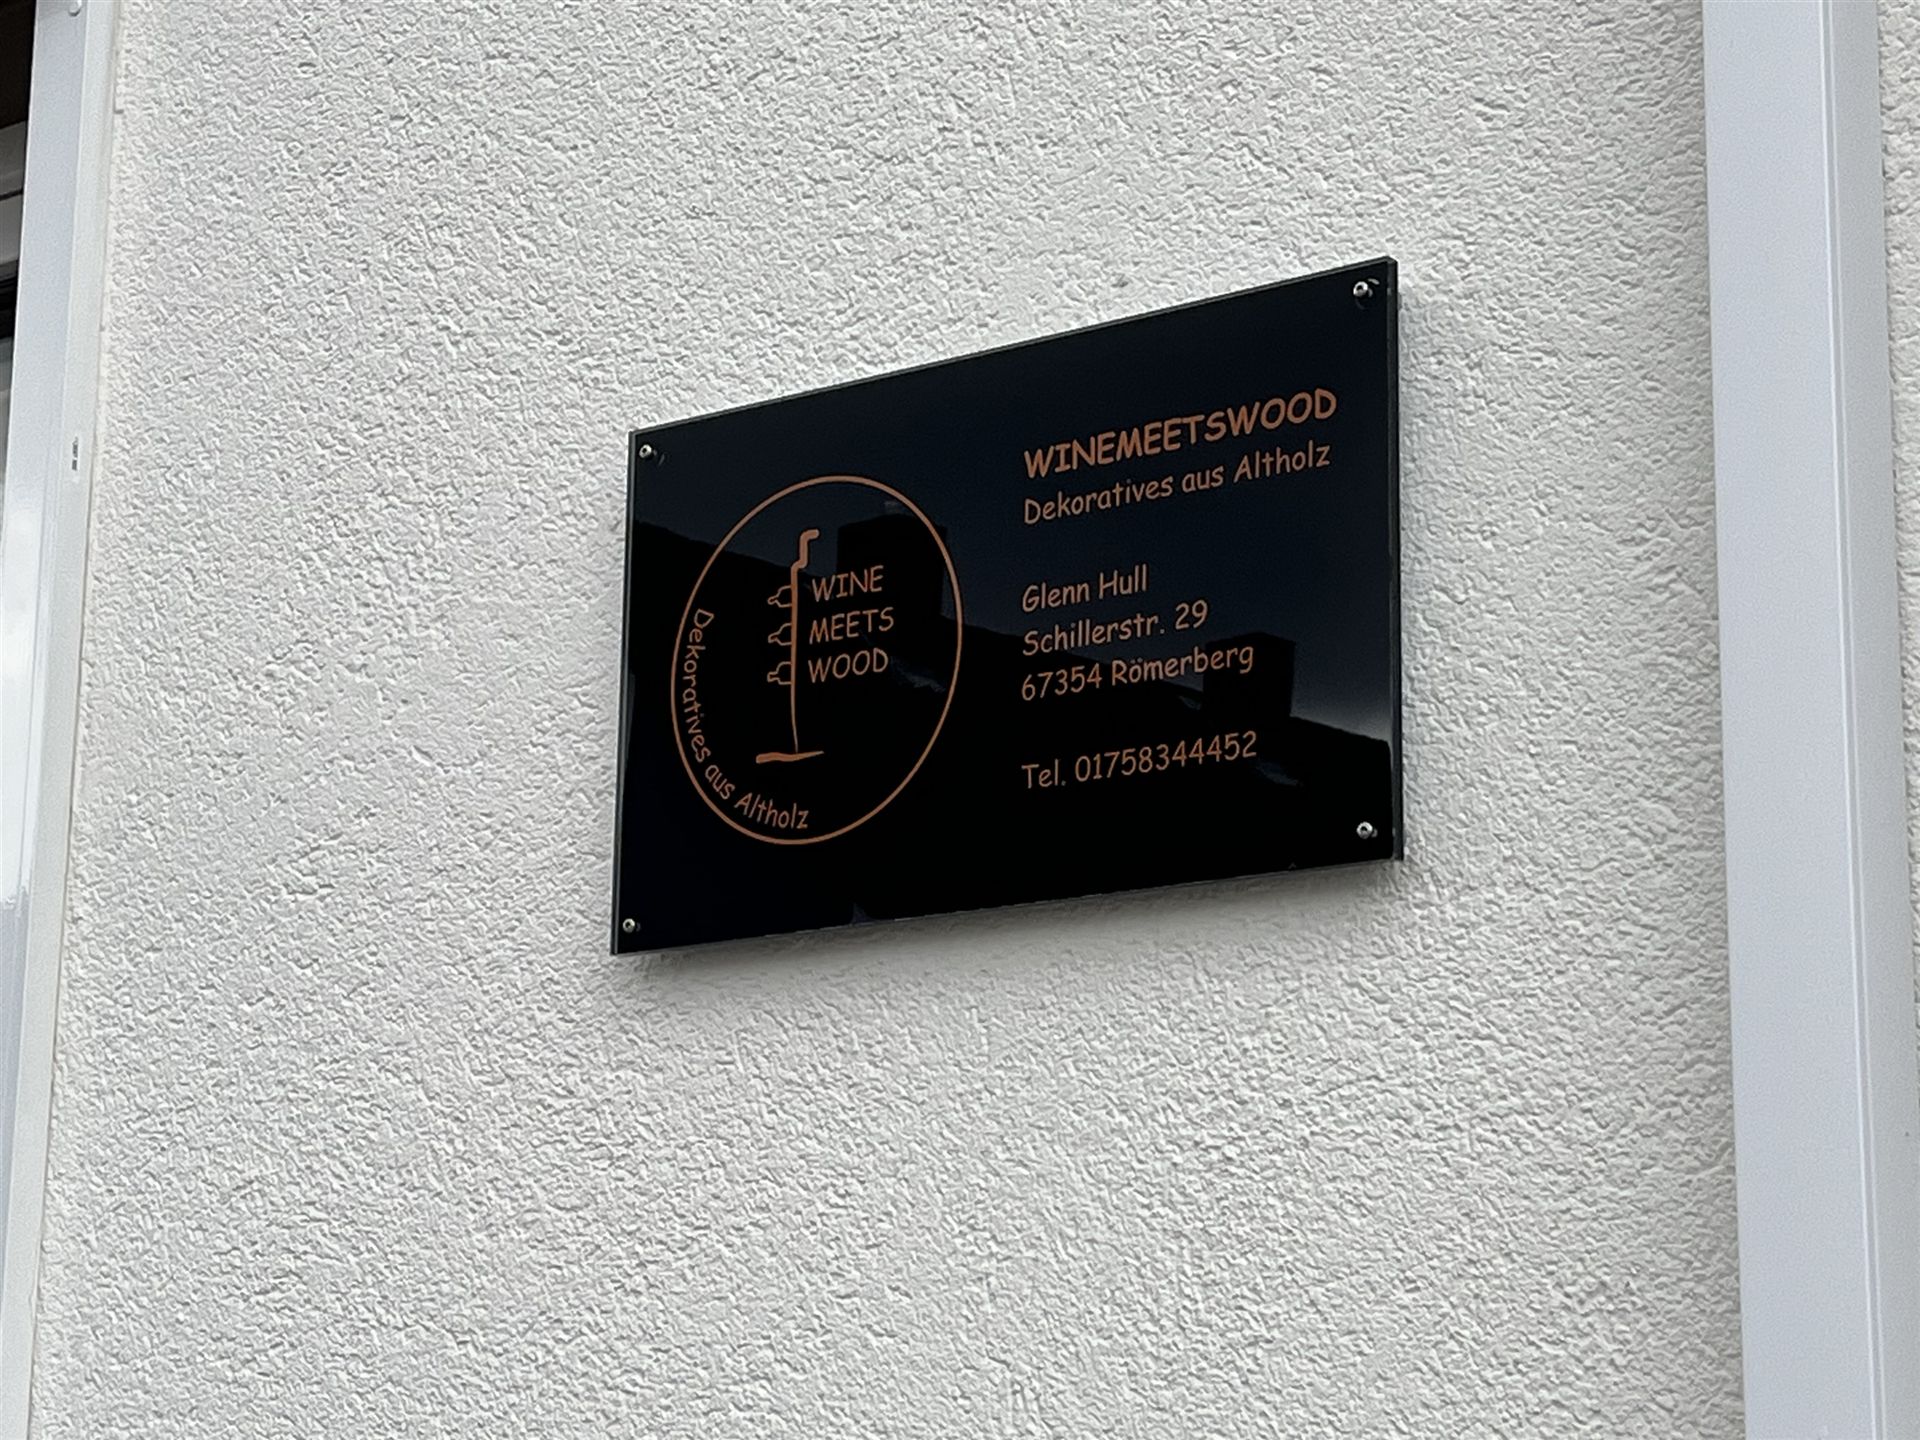 WINE
MEETS
WOOD
Dekoratives aus Altholz
WINEMEETSWOOD
Dekoratives aus Altholz
Glenn Hull
Schillerstr. 29
67354 Römerberg
Tel. 01758344452